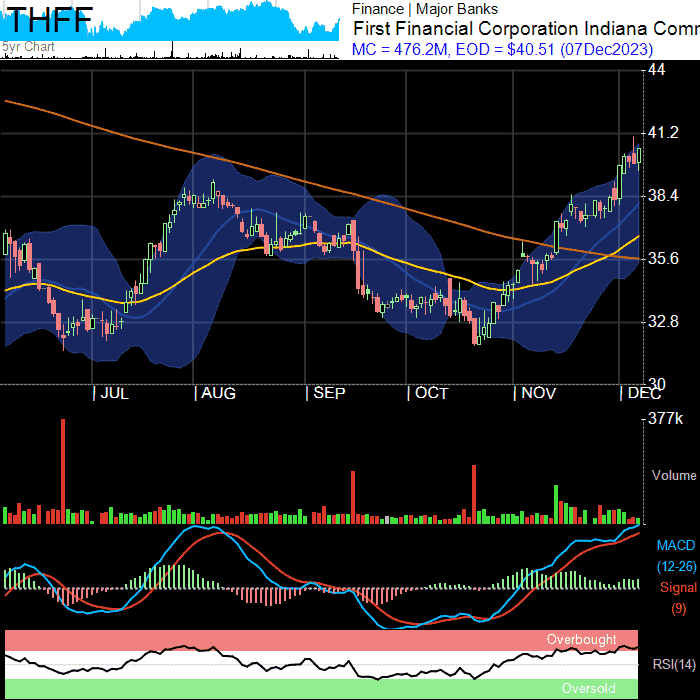 THFF
5yr Chart
Finance | Major Banks
First Financial Corporation Indiana Comm
MC = 476.2M, EOD = $40.51 (07Dec2023)
44
41.2
38.4
35.6
32.8
30
| JUL | AUG | SEP | OCT | NOV | DEC
377k
Volume
MACD
(12-26)
Signal
(9)
Overbought
RSI(14)
Oversold